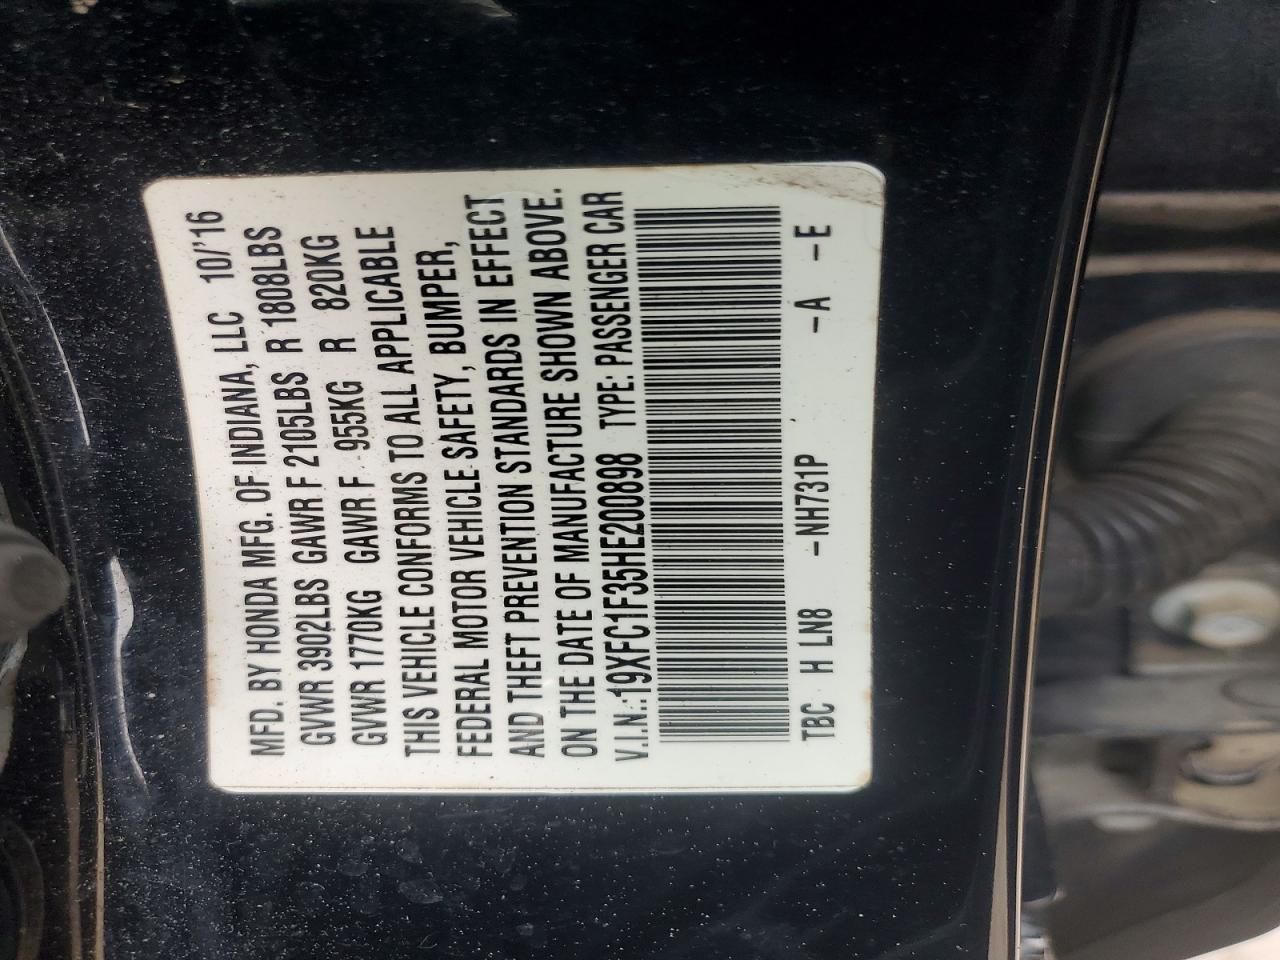 MFD. BY HONDA MFG. OF INDIANA, LLC 10/'16
GVWR 3902LBS GAWR F 2105LBS R 1808LBS
GVWR 1770KG GAWR F 955KG R 820KG
THIS VEHICLE CONFORMS TO ALL APPLICABLE
FEDERAL MOTOR VEHICLE SAFETY, BUMPER,
AND THEFT PREVENTION STANDARDS IN EFFECT
ON THE DATE OF MANUFACTURE SHOWN ABOVE.
V.I.N.:19XFC1F35HE200898 TYPE: PASSENGER CAR
TBC H LN8 -NH731P -A -E